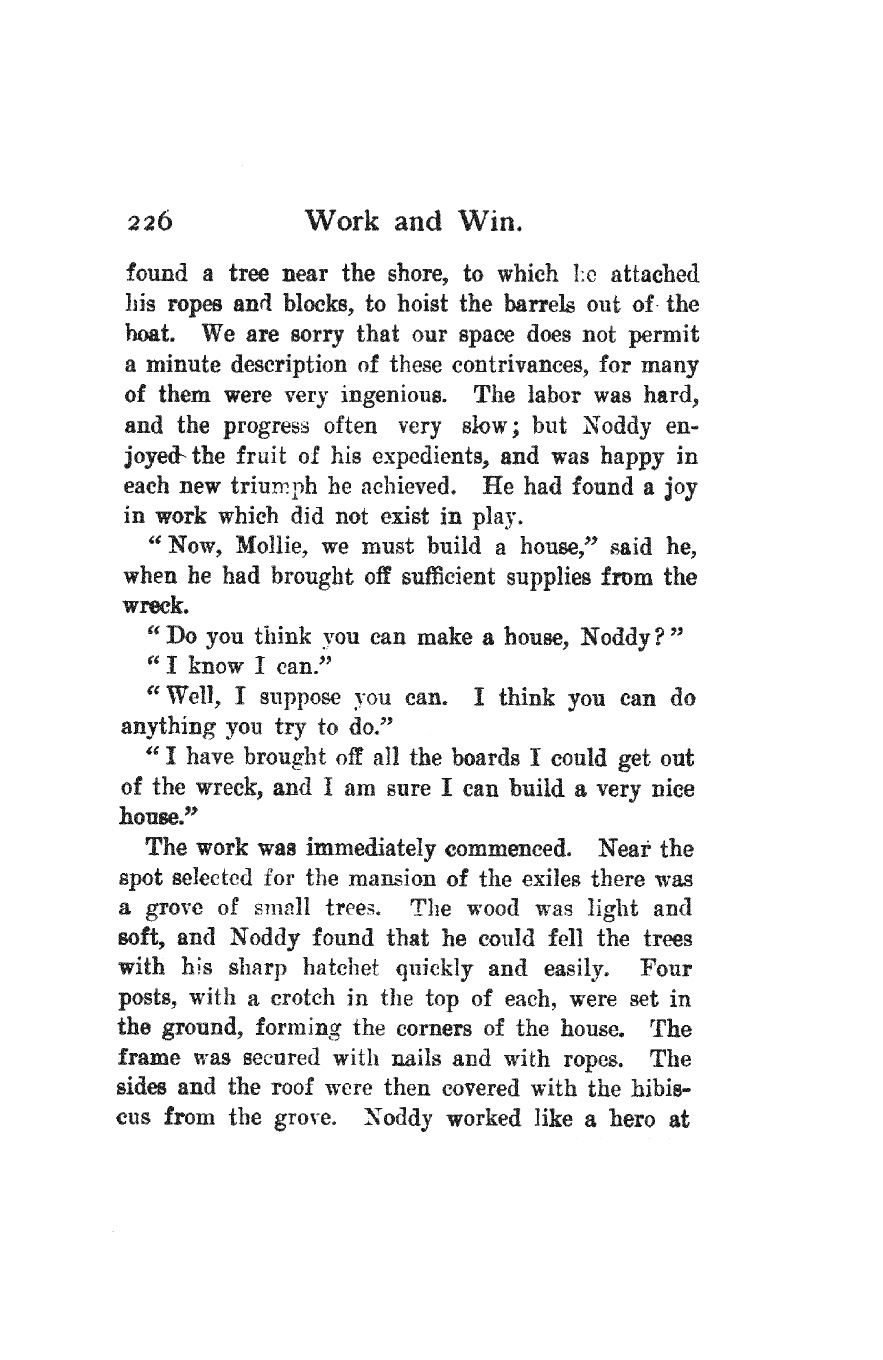 226 Work and Win.
found a tree near the shore, to which he attached
his ropes and blocks, to hoist the barrels out of the
boat. We are sorry that our space does not permit
a minute description of these contrivances, for many
of them were very ingenious. The labor was hard,
and the progress often very slow; but Noddy en-
joyed the fruit of his expedients, and was happy in
each new triumph he achieved. He had found a joy
in work which did not exist in play.
"Now, Mollie, we must build a house," said he,
when he had brought off sufficient supplies from the
wreck.
"Do you think you can make a house, Noddy?"
"I know I can."
"Well, I suppose you can. I think you can do
anything you try to do."
"I have brought off all the boards I could get out
of the wreck, and I am sure I can build a very nice
house."
The work was immediately commenced. Near the
spot selected for the mansion of the exiles there was
a grove of small trees. The wood was light and
soft, and Noddy found that he could fell the trees
with his sharp hatchet quickly and easily. Four
posts, with a crotch in the top of each, were set in
the ground, forming the corners of the house. The
frame was secured with nails and with ropes. The
sides and the roof were then covered with the hibis-
cus from the grove. Noddy worked like a hero at